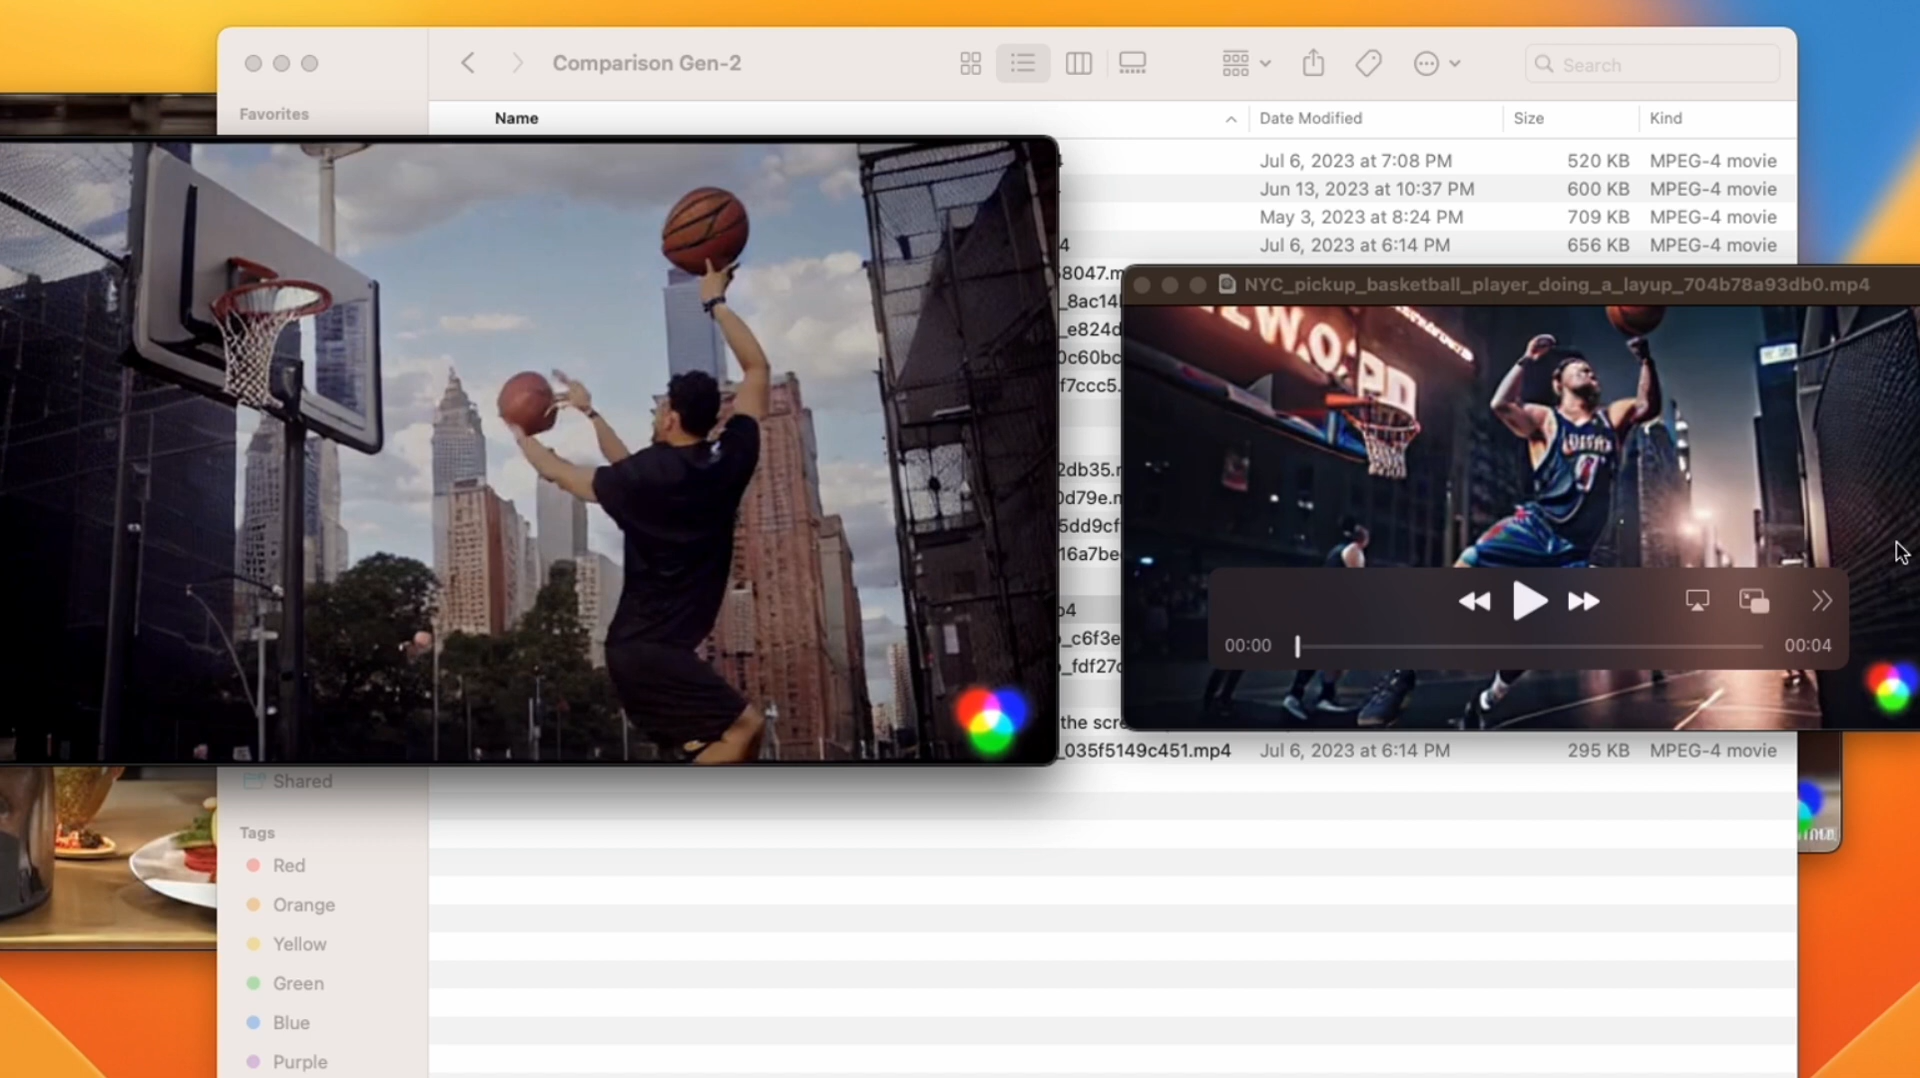 Comparison Gen-2
Search
Favorites
Name
Date Modified
Size
Kind
Jul 6, 2023 at 7:08 PM
520 KB
MPEG-4 movie
Jun 13, 2023 at 10:37 PM
600 KB
MPEG-4 movie
May 3, 2023 at 8:24 PM
709 KB
MPEG-4 movie
4
Jul 6, 2023 at 6:14 PM
656 KB
MPEG-4 movie
NYC_pickup_basketball_player_doing_a_layup_704b78a93db0.mp4
_8ac14
_e824d
0c60bc
f7ccc5.
2db35.
0d79e.
5dd9cf
16a7be
p4
_c6f3e
_fdf27c
00:00
00:04
the scre
_035f5149c451.mp4
Jul 6, 2023 at 6:14 PM
295 KB
MPEG-4 movie
Shared
Tags
Red
Orange
Yellow
Green
Blue
Purple